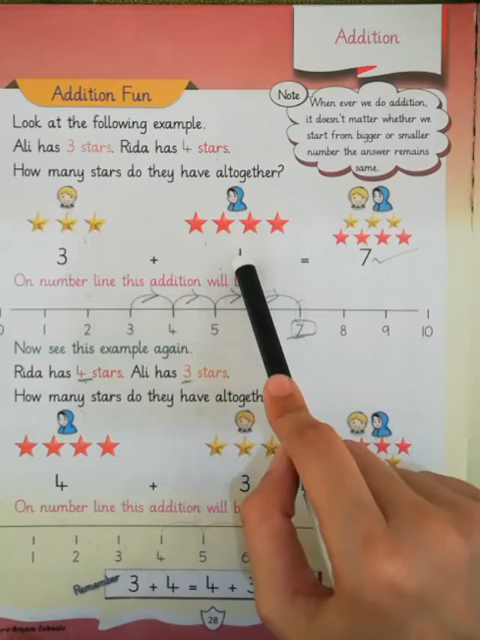 Addition
Addition Fun
Note
When ever we do addition,
it doesn't matter whether we
start from bigger or smaller
number the answer remains
same.
Look at the following example.
Ali has 3 stars. Rida has 4 stars.
How many stars do they have altogether?
3 + = 7
On number line this addition will
1 2 3 4 5 7 8 9 10
Now see this example again.
Rida has 4 stars. Ali has 3 stars.
How many stars do they have
4 + 3
On number line this addition will
1 2 3 4 5 6
Remember
3 + 4 = 4 + 3
28